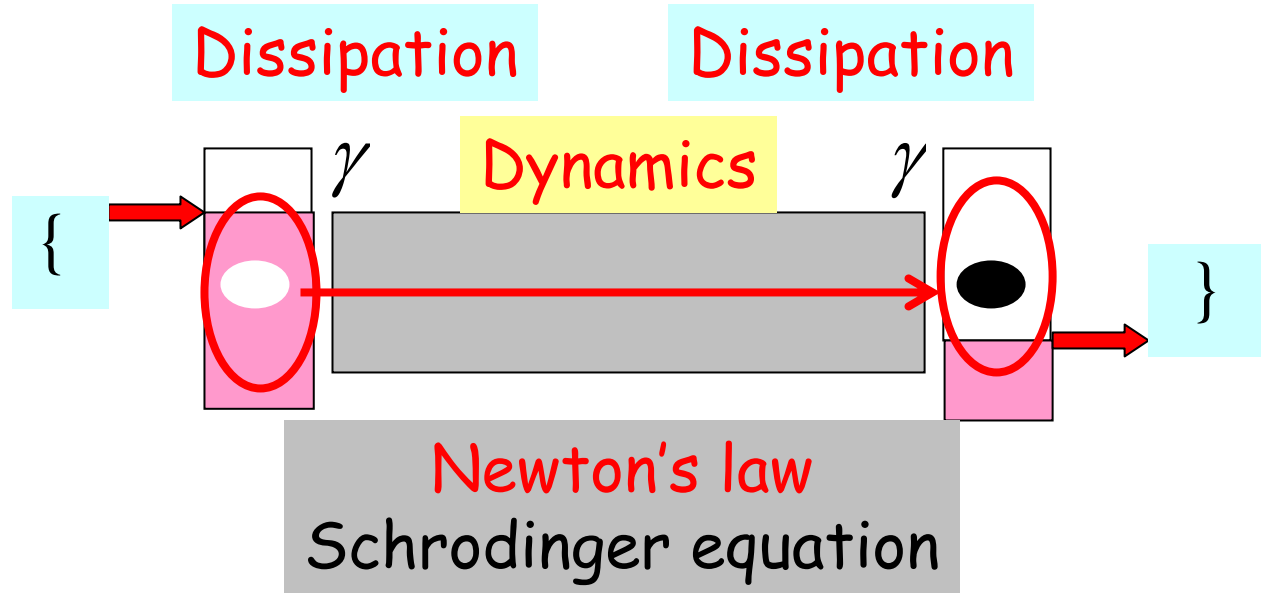 Dissipation
Dissipation
γ
Dynamics
γ
{
}
Newton's law
Schrodinger equation